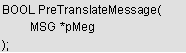 BOOL PreTranslateMessage(
MSG *pMeg
);